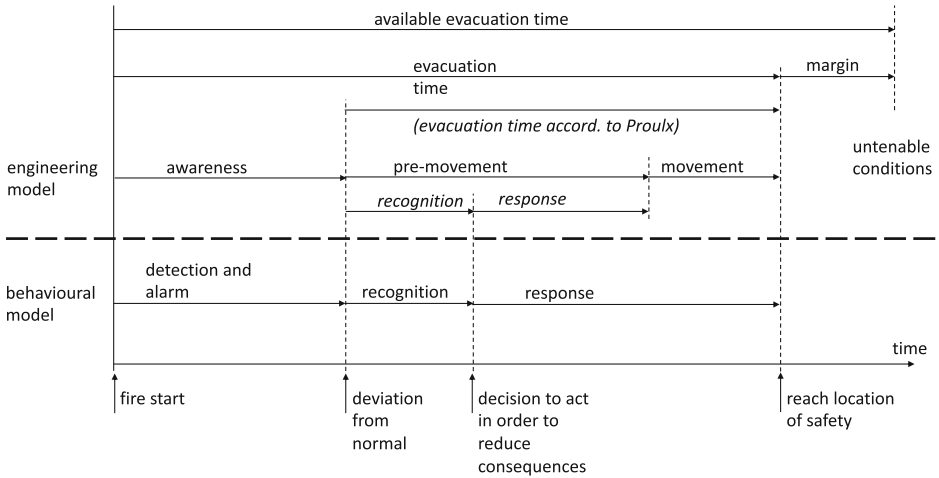 available evacuation time
evacuation
time
margin
(evacuation time accord. to Proulx)
untenable
conditions
engineering
model
awareness
pre-movement
movement
recognition
response
behavioural
model
detection and
alarm
recognition
response
time
fire start
deviation
from
normal
decision to act
in order to
reduce
consequences
reach location
of safety